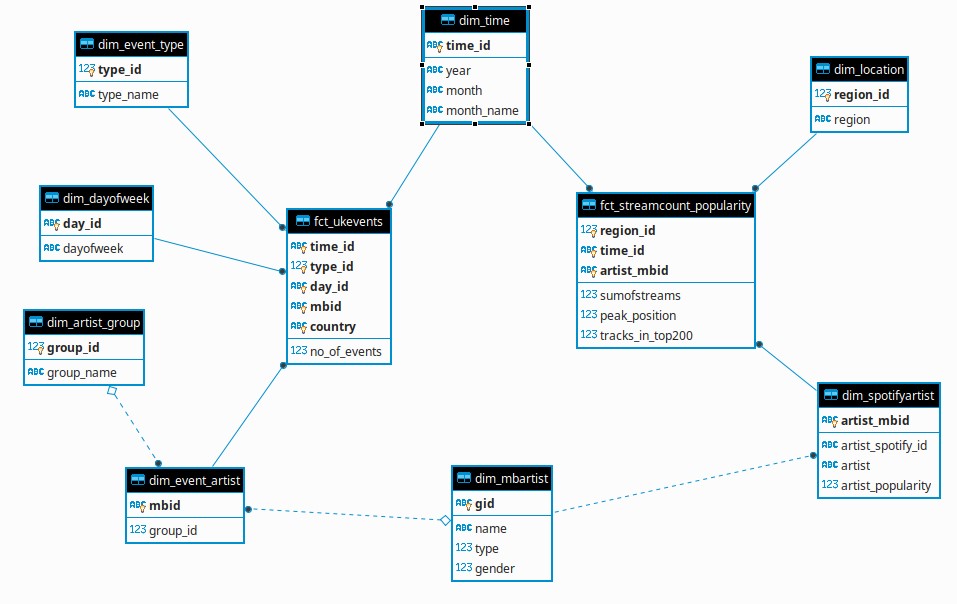 dim_time
ABC time_id
ABC year
ABC month
ABC month_name
dim_event_type
123 type_id
ABC type_name
dim_location
123 region_id
ABC region
dim_dayofweek
ABC day_id
ABC dayofweek
fct_ukevents
ABC time_id
123 type_id
ABC day_id
ABC mbid
ABC country
123 no_of_events
fct_streamcount_popularity
123 region_id
ABC time_id
ABC artist_mbid
123 sumofstreams
123 peak_position
123 tracks_in_top200
dim_artist_group
123 group_id
ABC group_name
dim_spotifyartist
ABC artist_mbid
ABC artist_spotify_id
ABC artist
123 artist_popularity
dim_event_artist
ABC mbid
123 group_id
dim_mbartist
ABC gid
ABC name
123 type
123 gender